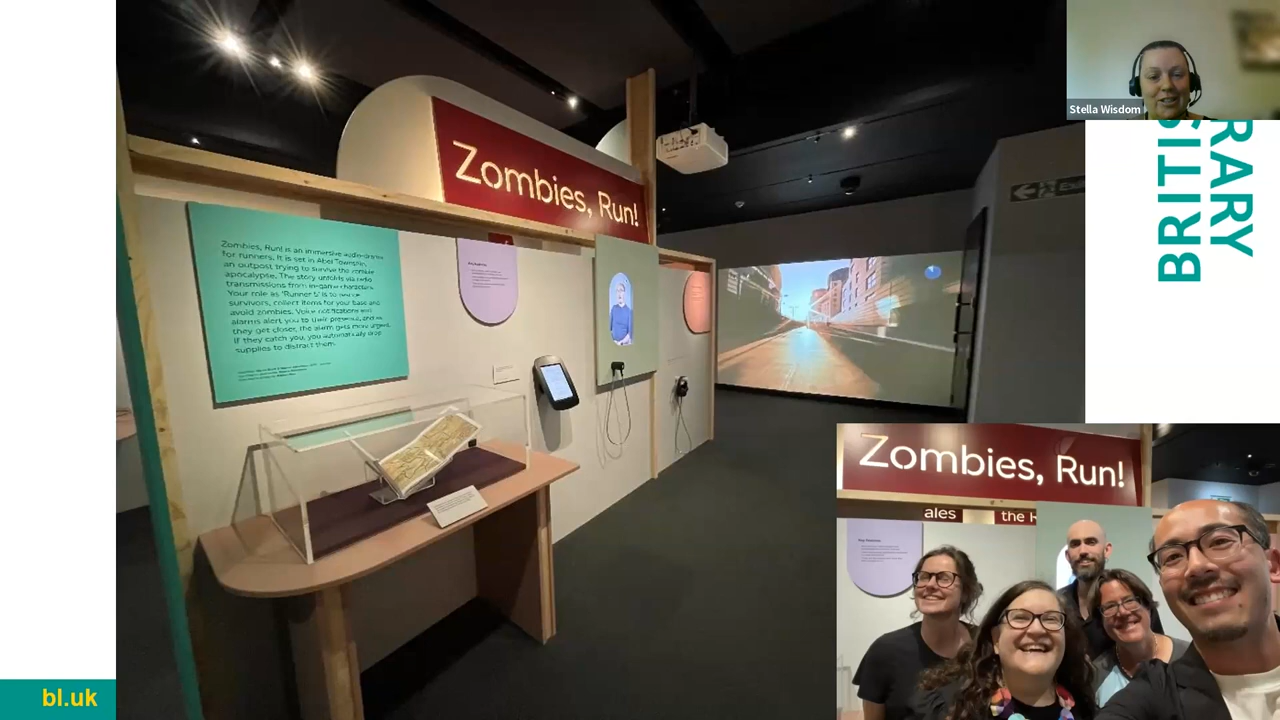 Zombies, Run!
Zombies, Run! is an immersive audio drama
for runners. It is set in Abel Township,
an outpost trying to survive the zombie
apocalypse. The story unfolds via radio
transmissions from in-game characters.
Your role as 'Runner 5' is to rescue
survivors, collect items for your base and
avoid zombies. Voice notifications and
alarms alert you to their presence, and as
they get closer, the alarm gets more urgent.
If they catch you, you automatically drop
supplies to distract them.
Stella Wisdom
BRITIS
RARY
Zombies, Run!
ales
the
bl.uk